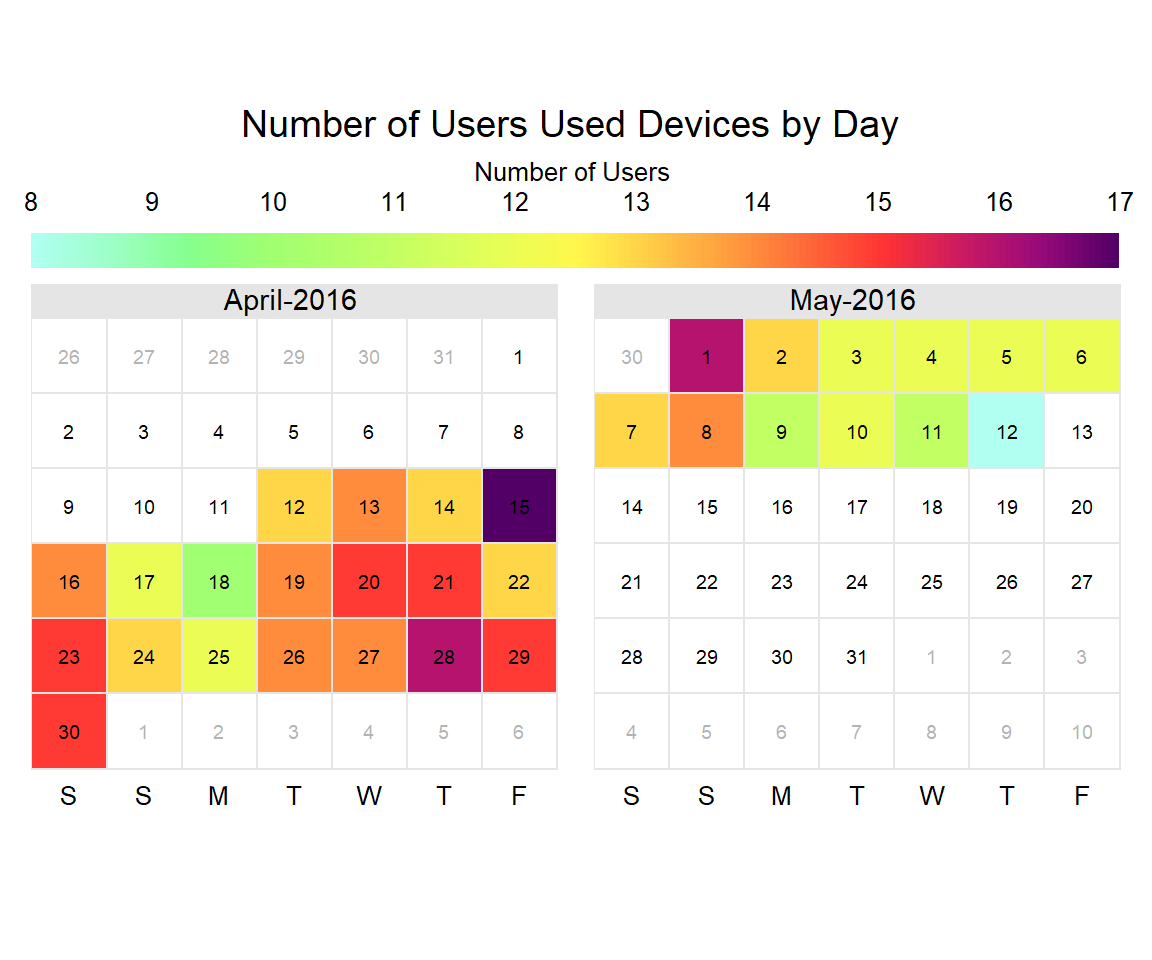 Number of Users Used Devices by Day
Number of Users
8 9 10 11 12 13 14 15 16 17
April-2016
26 27 28 29 30 31 1
2 3 4 5 6 7 8
9 10 11 12 13 14 15
16 17 18 19 20 21 22
23 24 25 26 27 28 29
30 1 2 3 4 5 6
S S M T W T F
May-2016
30 1 2 3 4 5 6
7 8 9 10 11 12 13
14 15 16 17 18 19 20
21 22 23 24 25 26 27
28 29 30 31 1 2 3
4 5 6 7 8 9 10
S S M T W T F